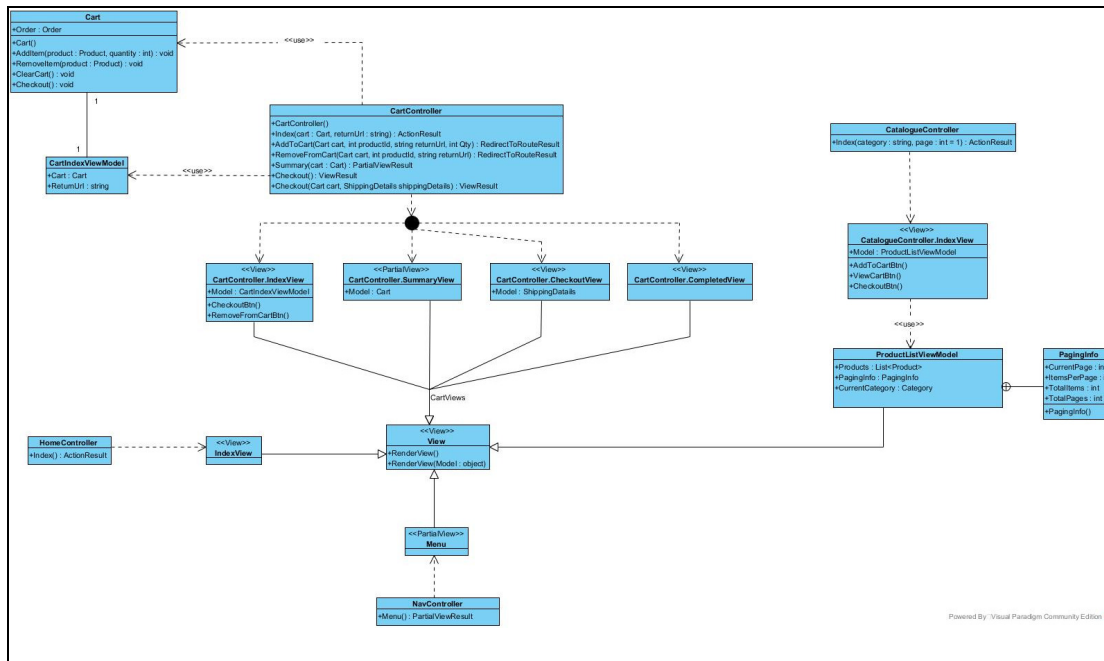 Cart
+Order : Order
+Cart()
+AddItem(product : Product, quantity : int) : void
+RemoveItem(product : Product) : void
+ClearCart() : void
+Checkout() : void
<<use>>
1
1
CartIndexViewModel
+Cart : Cart
+ReturnUrl : string
<<use>>
CartController
+CartController()
+Index(cart : Cart, returnUrl : string) : ActionResult
+AddToCart(Cart cart, int productId, string returnUrl, int Qty) : RedirectToRouteResult
+RemoveFromCart(Cart cart, int productId, string returnUrl) : RedirectToRouteResult
+Summary(cart : Cart) : PartialViewResult
+Checkout() : ViewResult
+Checkout(Cart cart, ShippingDetails shippingDetails) : ViewResult
CatalogueController
+Index(category : string, page : int = 1) : ActionResult
<<View>>
CatalogueController.IndexView
+Model : ProductListViewModel
+AddToCartBtn()
+ViewCartBtn()
+CheckoutBtn()
<<View>>
CartController.IndexView
+Model : CartIndexViewModel
+CheckoutBtn()
+RemoveFromCartBtn()
<<PartialView>>
CartController.SummaryView
+Model : Cart
<<View>>
CartController.CheckoutView
+Model : ShippingDatails
<<View>>
CartController.CompletedView
<<use>>
ProductListViewModel
+Products : List<Product>
+PagingInfo : PagingInfo
+CurrentCategory : Category
PagingInfo
+CurrentPage : in
+ItemsPerPage :
+TotalItems : int
+TotalPages : int
+PagingInfo()
CartViews
<<View>>
View
+RenderView()
+RenderView(Model : object)
HomeController
+Index() : ActionResult
<<View>>
IndexView
<<PartialView>>
Menu
NavController
+Menu() : PartialViewResult
Powered By Visual Paradigm Community Edition